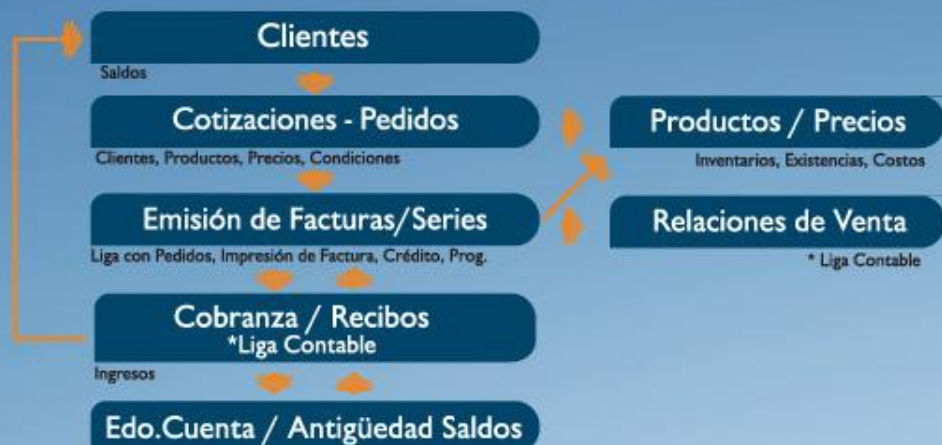 Clientes
Saldos
Cotizaciones - Pedidos
Clientes, Productos, Precios, Condiciones
Productos / Precios
Inventarios, Existencias, Costos
Emisión de Facturas/Series
Liga con Pedidos, Impresión de Factura, Crédito, Prog.
Relaciones de Venta
* Liga Contable
Cobranza / Recibos
*Liga Contable
Ingresos
Edo.Cuenta / Antigüedad Saldos